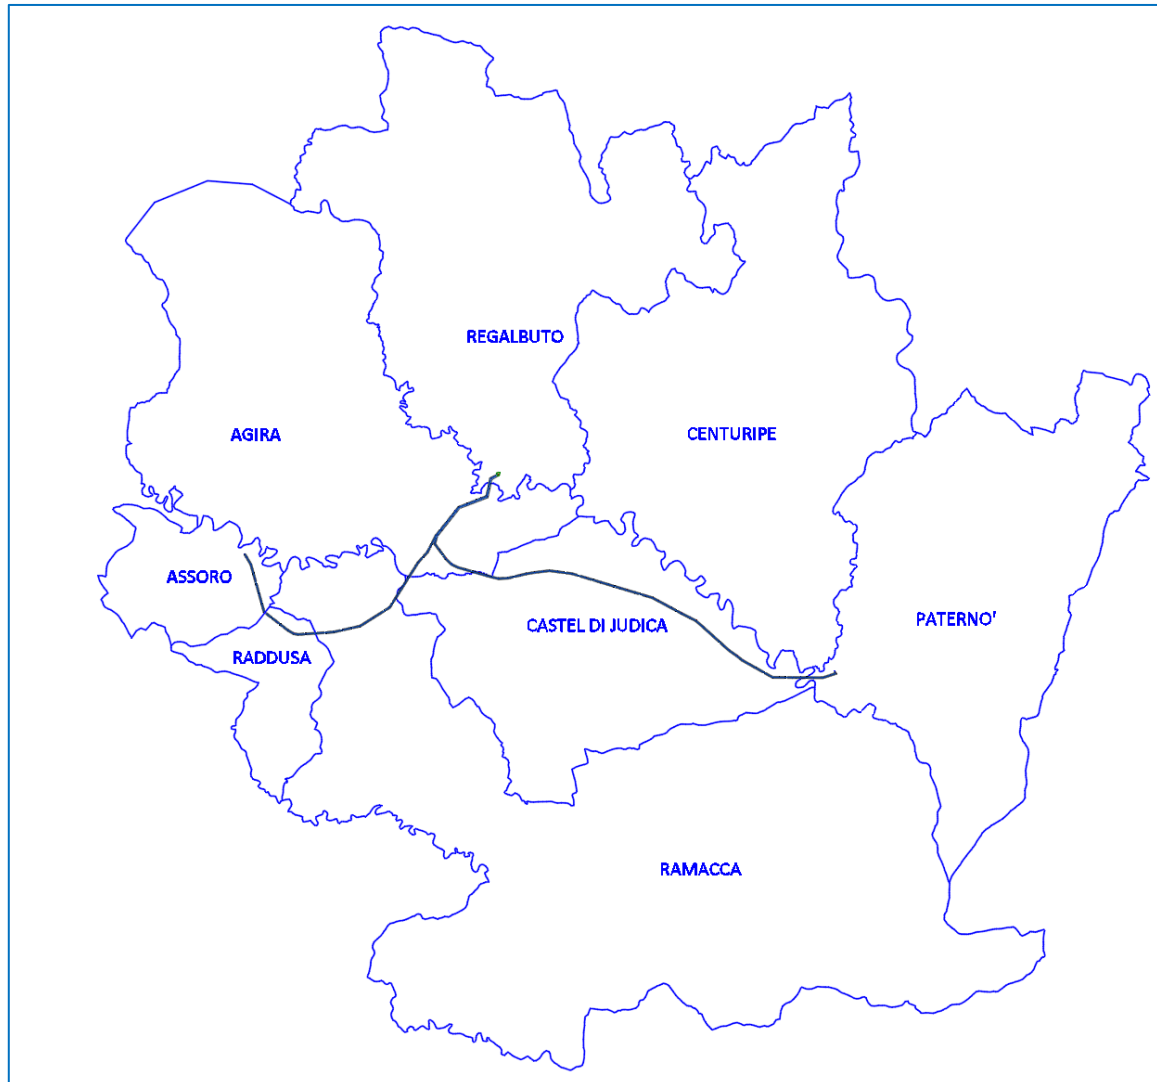 REGALBUTO
AGIRA
CENTURIPE
ASSORO
CASTEL DI JUDICA
PATERNO'
RADDUSA
RAMACCA